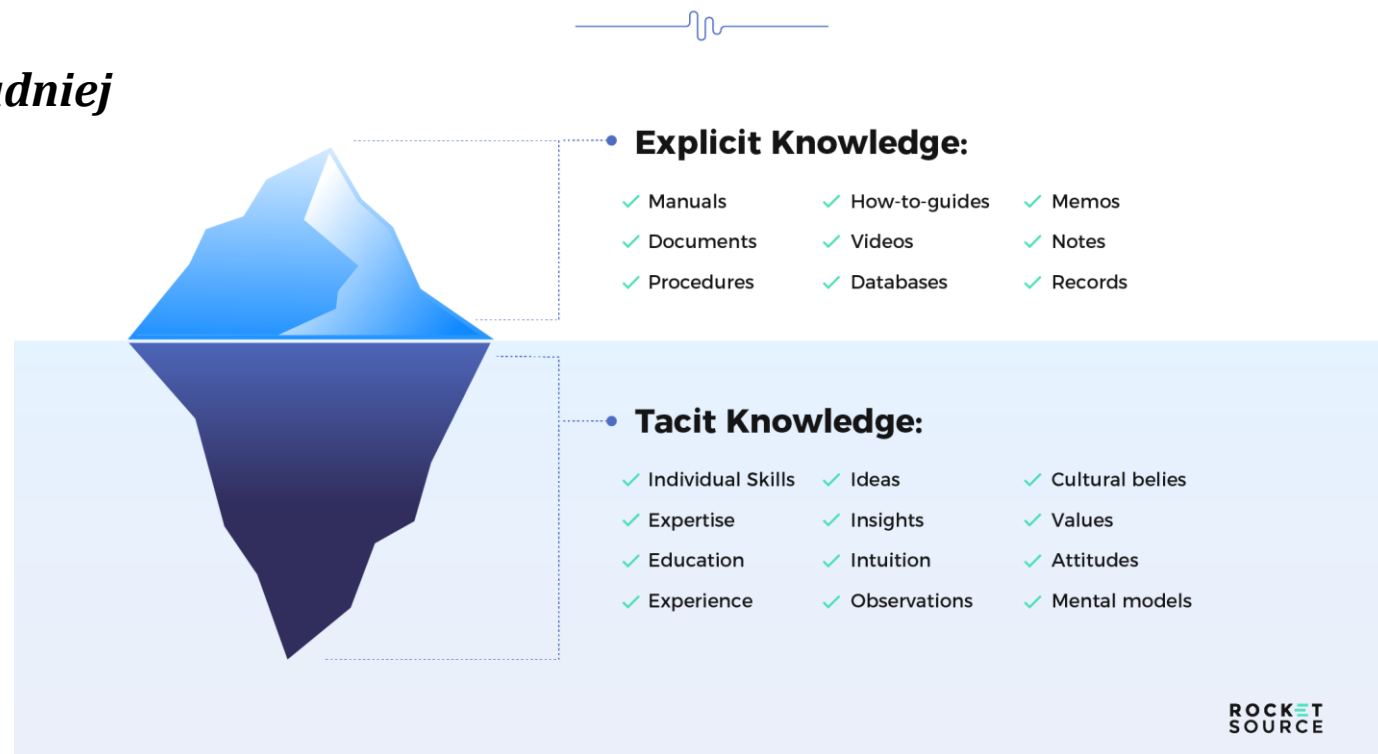 adniej
Explicit Knowledge:
Manuals How-to-guides Memos
Documents Videos Notes
Procedures Databases Records
Tacit Knowledge:
Individual Skills Ideas Cultural belies
Expertise Insights Values
Education Intuition Attitudes
Experience Observations Mental models
ROCKET
SOURCE